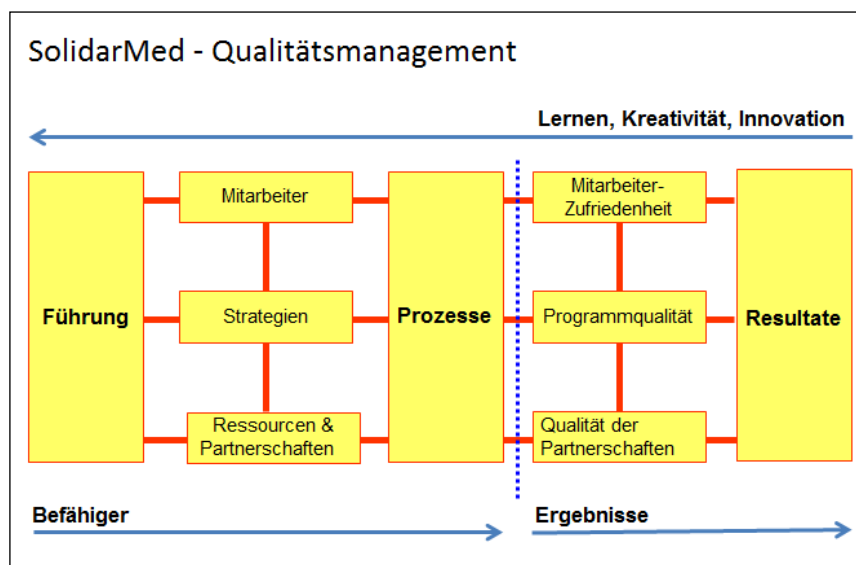 SolidarMed - Qualitätsmanagement
Lernen, Kreativität, Innovation
Führung
Mitarbeiter
Strategien
Ressourcen &
Partnerschaften
Prozesse
Mitarbeiter-
Zufriedenheit
Programmqualität
Qualität der
Partnerschaften
Resultate
Befähiger
Ergebnisse